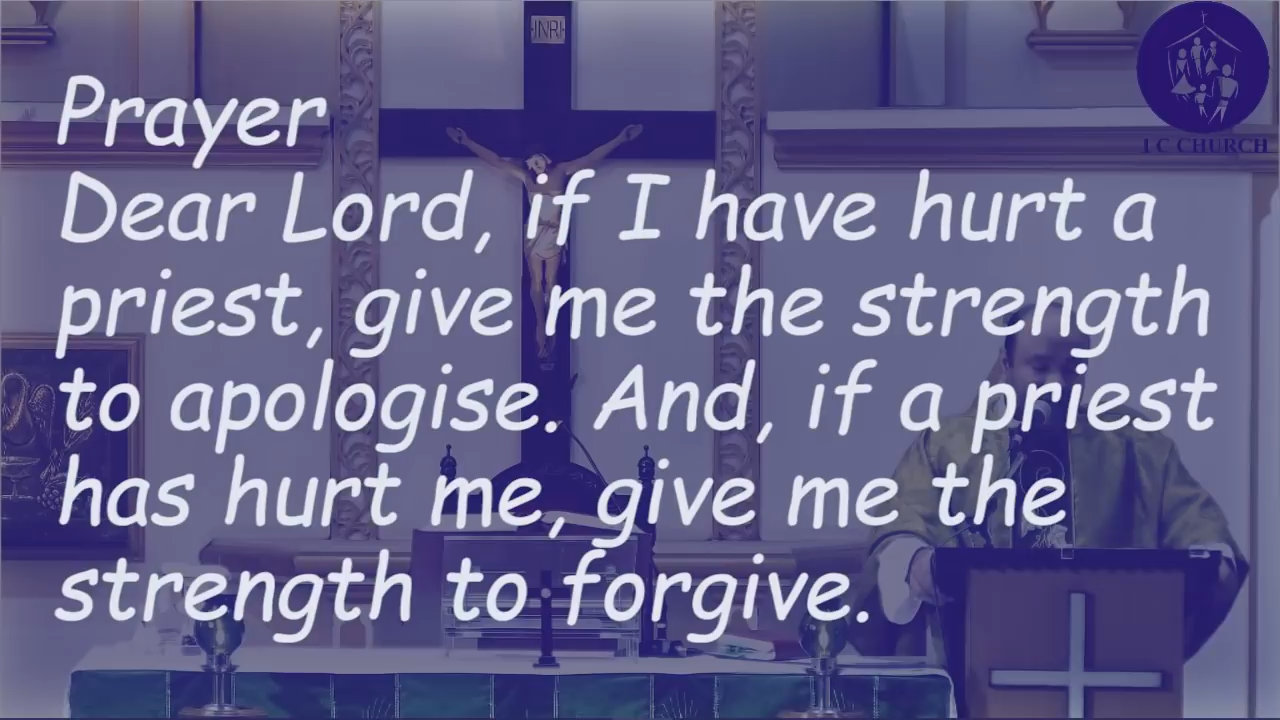 INRI
LC CHURCH
Prayer
Dear Lord, if I have hurt a
priest, give me the strength
to apologise. And, if a priest
has hurt me, give me the
strength to forgive.